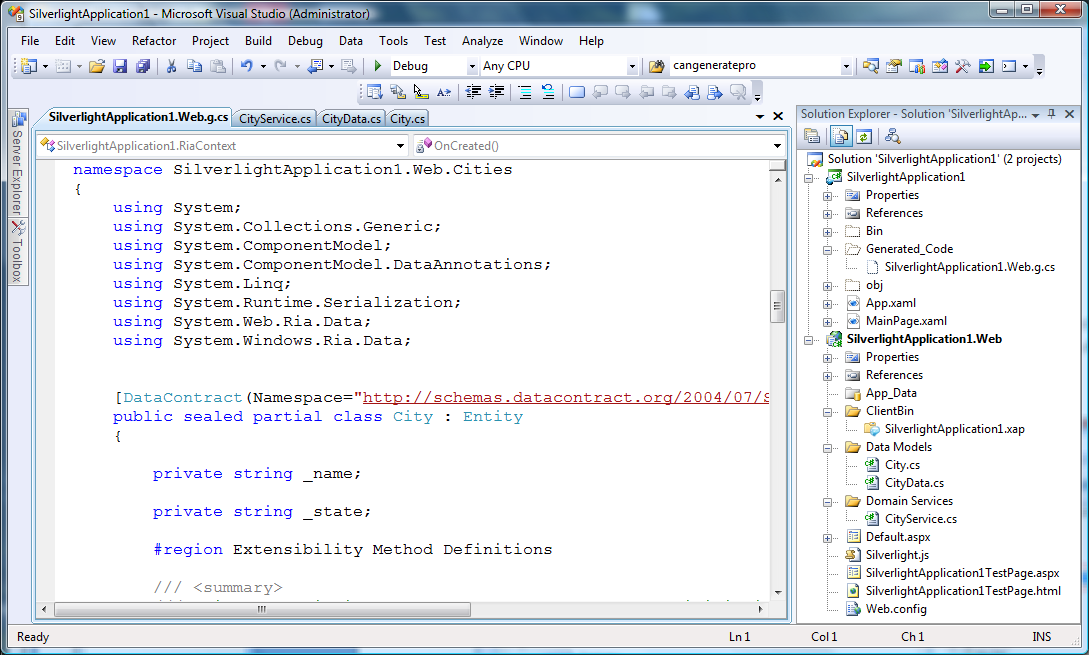 SilverlightApplication1 - Microsoft Visual Studio (Administrator)
File Edit View Refactor Project Build Debug Data Tools Test Analyze Window Help
Debug Any CPU cangeneratepro
Server Explorer
Toolbox
SilverlightApplication1.Web.g.cs CityService.cs CityData.cs City.cs
SilverlightApplication1.RiaContext OnCreated()
namespace SilverlightApplication1.Web.Cities
{
using System;
using System.Collections.Generic;
using System.ComponentModel;
using System.ComponentModel.DataAnnotations;
using System.Linq;
using System.Runtime.Serialization;
using System.Web.Ria.Data;
using System.Windows.Ria.Data;
[DataContract(Namespace="http://schemas.datacontract.org/2004/07/S
public sealed partial class City : Entity
{
private string _name;
private string _state;
#region Extensibility Method Definitions
/// <summary>
Solution Explorer - Solution 'SilverlightAp...
Solution 'SilverlightApplication1' (2 projects)
SilverlightApplication1
Properties
References
Bin
Generated_Code
SilverlightApplication1.Web.g.cs
obj
App.xaml
MainPage.xaml
SilverlightApplication1.Web
Properties
References
App_Data
ClientBin
SilverlightApplication1.xap
Data Models
City.cs
CityData.cs
Domain Services
CityService.cs
Default.aspx
Silverlight.js
SilverlightApplication1TestPage.aspx
SilverlightApplication1TestPage.html
Web.config
Ready Ln 1 Col 1 Ch 1 INS